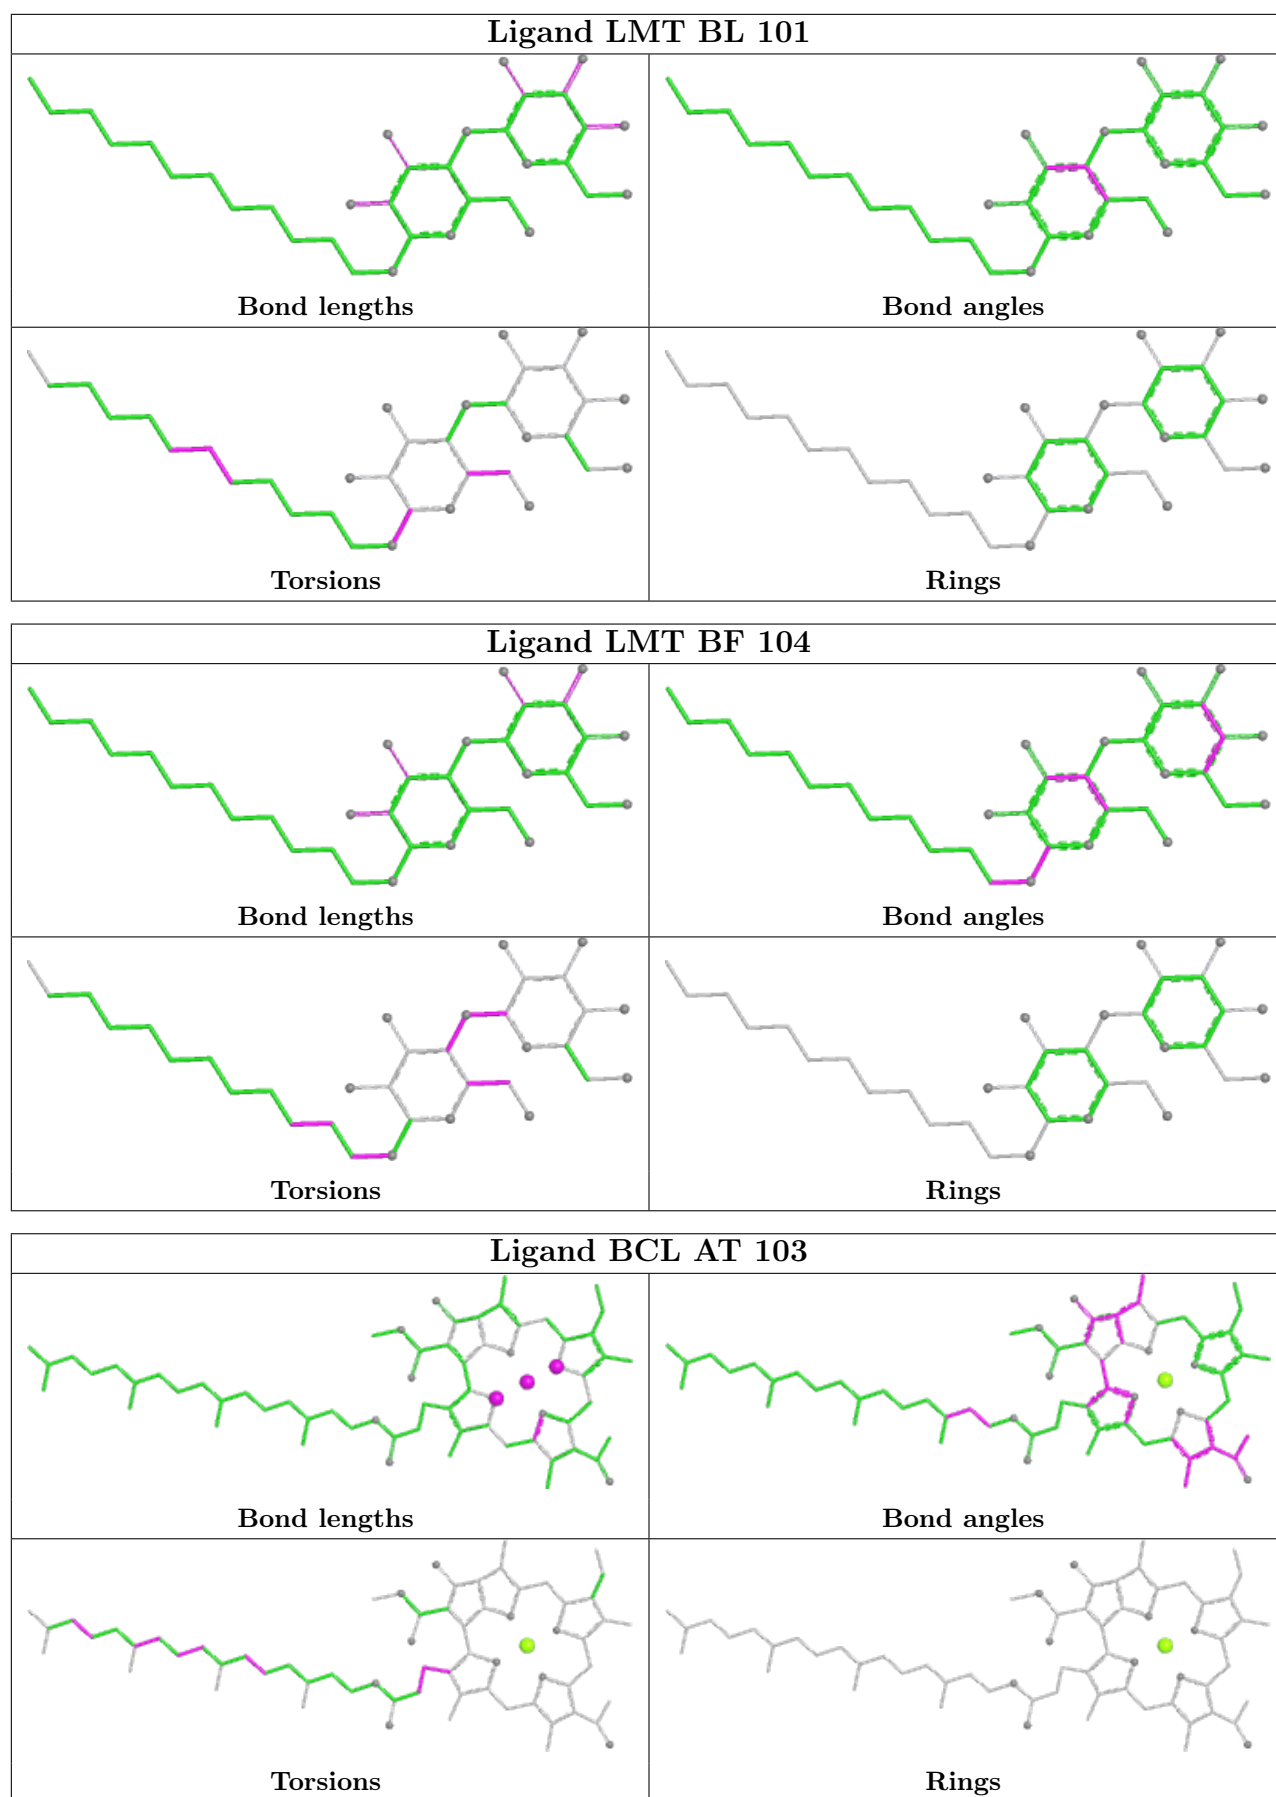 Ligand LMT BL 101
Bond lengths
Bond angles
Torsions
Rings
Ligand LMT BF 104
Bond lengths
Bond angles
Torsions
Rings
Ligand BCL AT 103
Bond lengths
Bond angles
Torsions
Rings